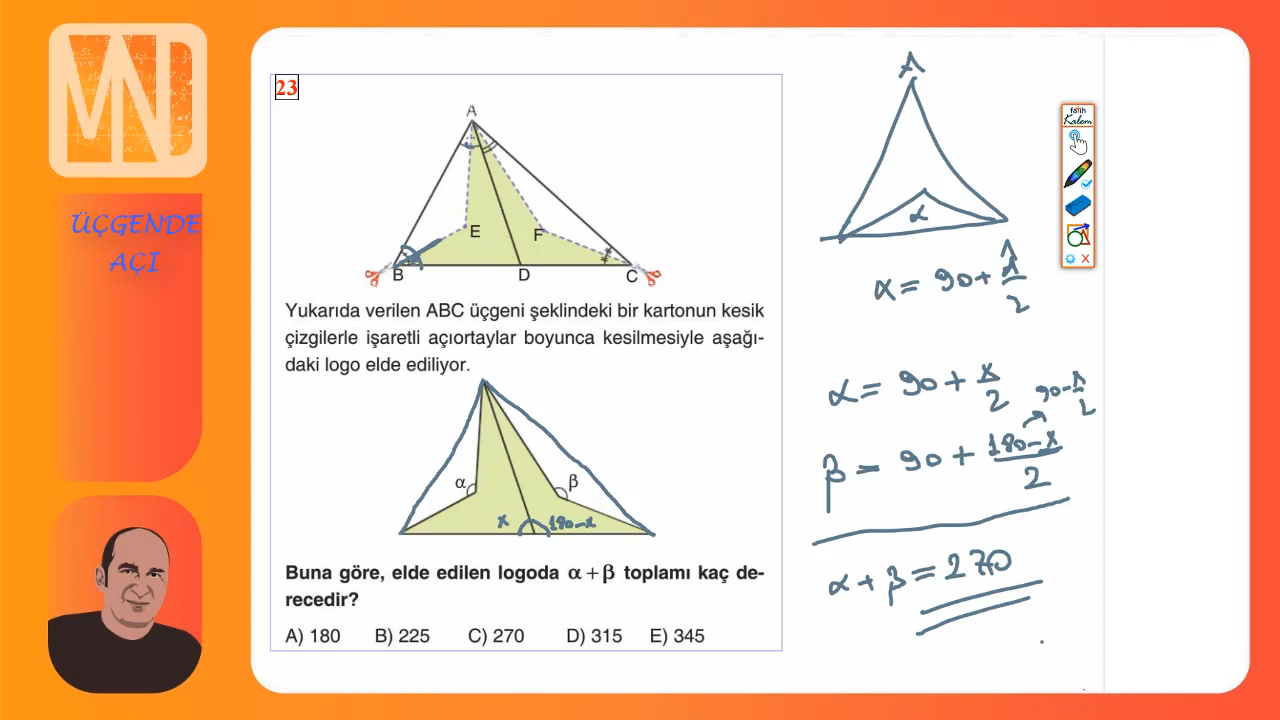 ÜÇGENDE
AÇI
23
A
E
F
B
D
C
Yukarıda verilen ABC üçgeni şeklindeki bir kartonun kesik
çizgilerle işaretli açıortaylar boyunca kesilmesiyle aşağı-
daki logo elde ediliyor.
α
β
x
180-x
Buna göre, elde edilen logoda α + β toplamı kaç de-
recedir?
A) 180 B) 225 C) 270 D) 315 E) 345
A
α
α = 90 + Â/2
α = 90 + x/2
90-x/2
β = 90 + 180-x/2
α + β = 270
fatih
Kalem